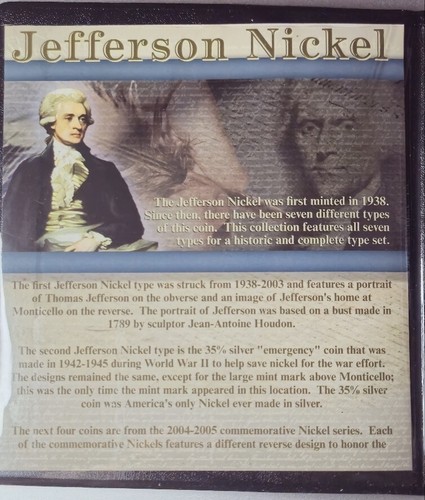 Jefferson Nickel
The Jefferson Nickel was first minted in 1938.
Since then, there have been seven different types
of this coin. This collection features all seven
types for a historic and complete type set.
The first Jefferson Nickel type was struck from 1938-2003 and features a portrait
of Thomas Jefferson on the obverse and an image of Jefferson's home at
Monticello on the reverse. The portrait of Jefferson was based on a bust made in
1789 by sculptor Jean-Antoine Houdon.
The second Jefferson Nickel type is the 35% silver "emergency" coin that was
made in 1942-1945 during World War II to help save nickel for the war effort.
The designs remained the same, except for the large mint mark above Monticello;
this was the only time the mint mark appeared in this location. The 35% silver
coin was America's only Nickel ever made in silver.
The next four coins are from the 2004-2005 commemorative Nickel series. Each
of the commemorative Nickels features a different reverse design to honor the